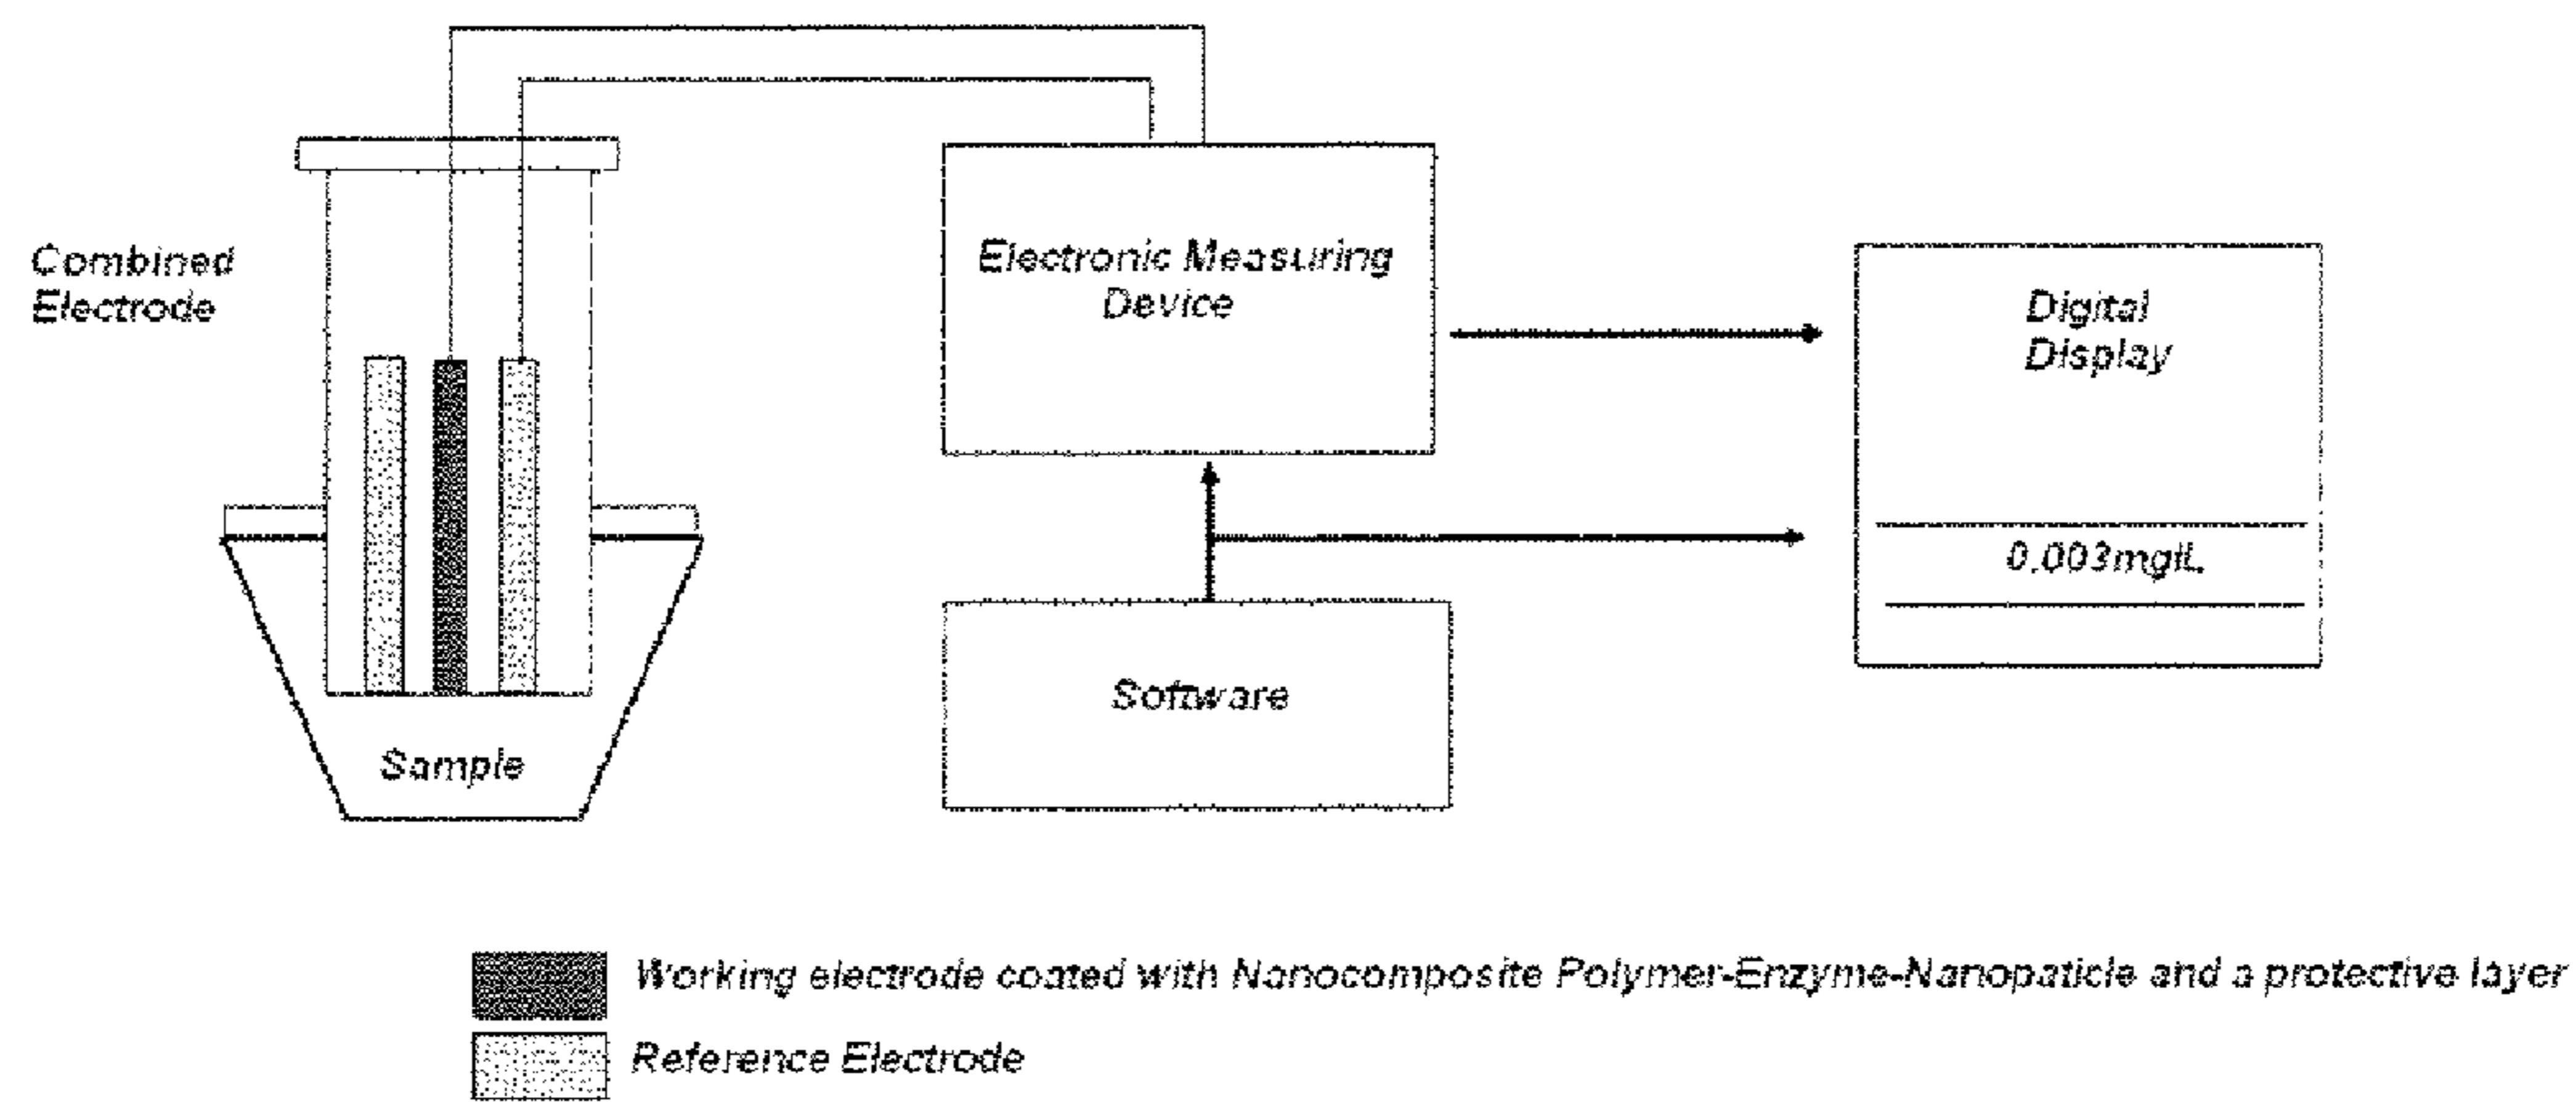 Combined
Electrode
Electronic Measuring
Device
Digital
Display
0.003mg/L
Software
Sample
Working electrode coated with Nanocomposite Polymer-Enzyme-Nanopaticle and a protective layer
Reference Electrode